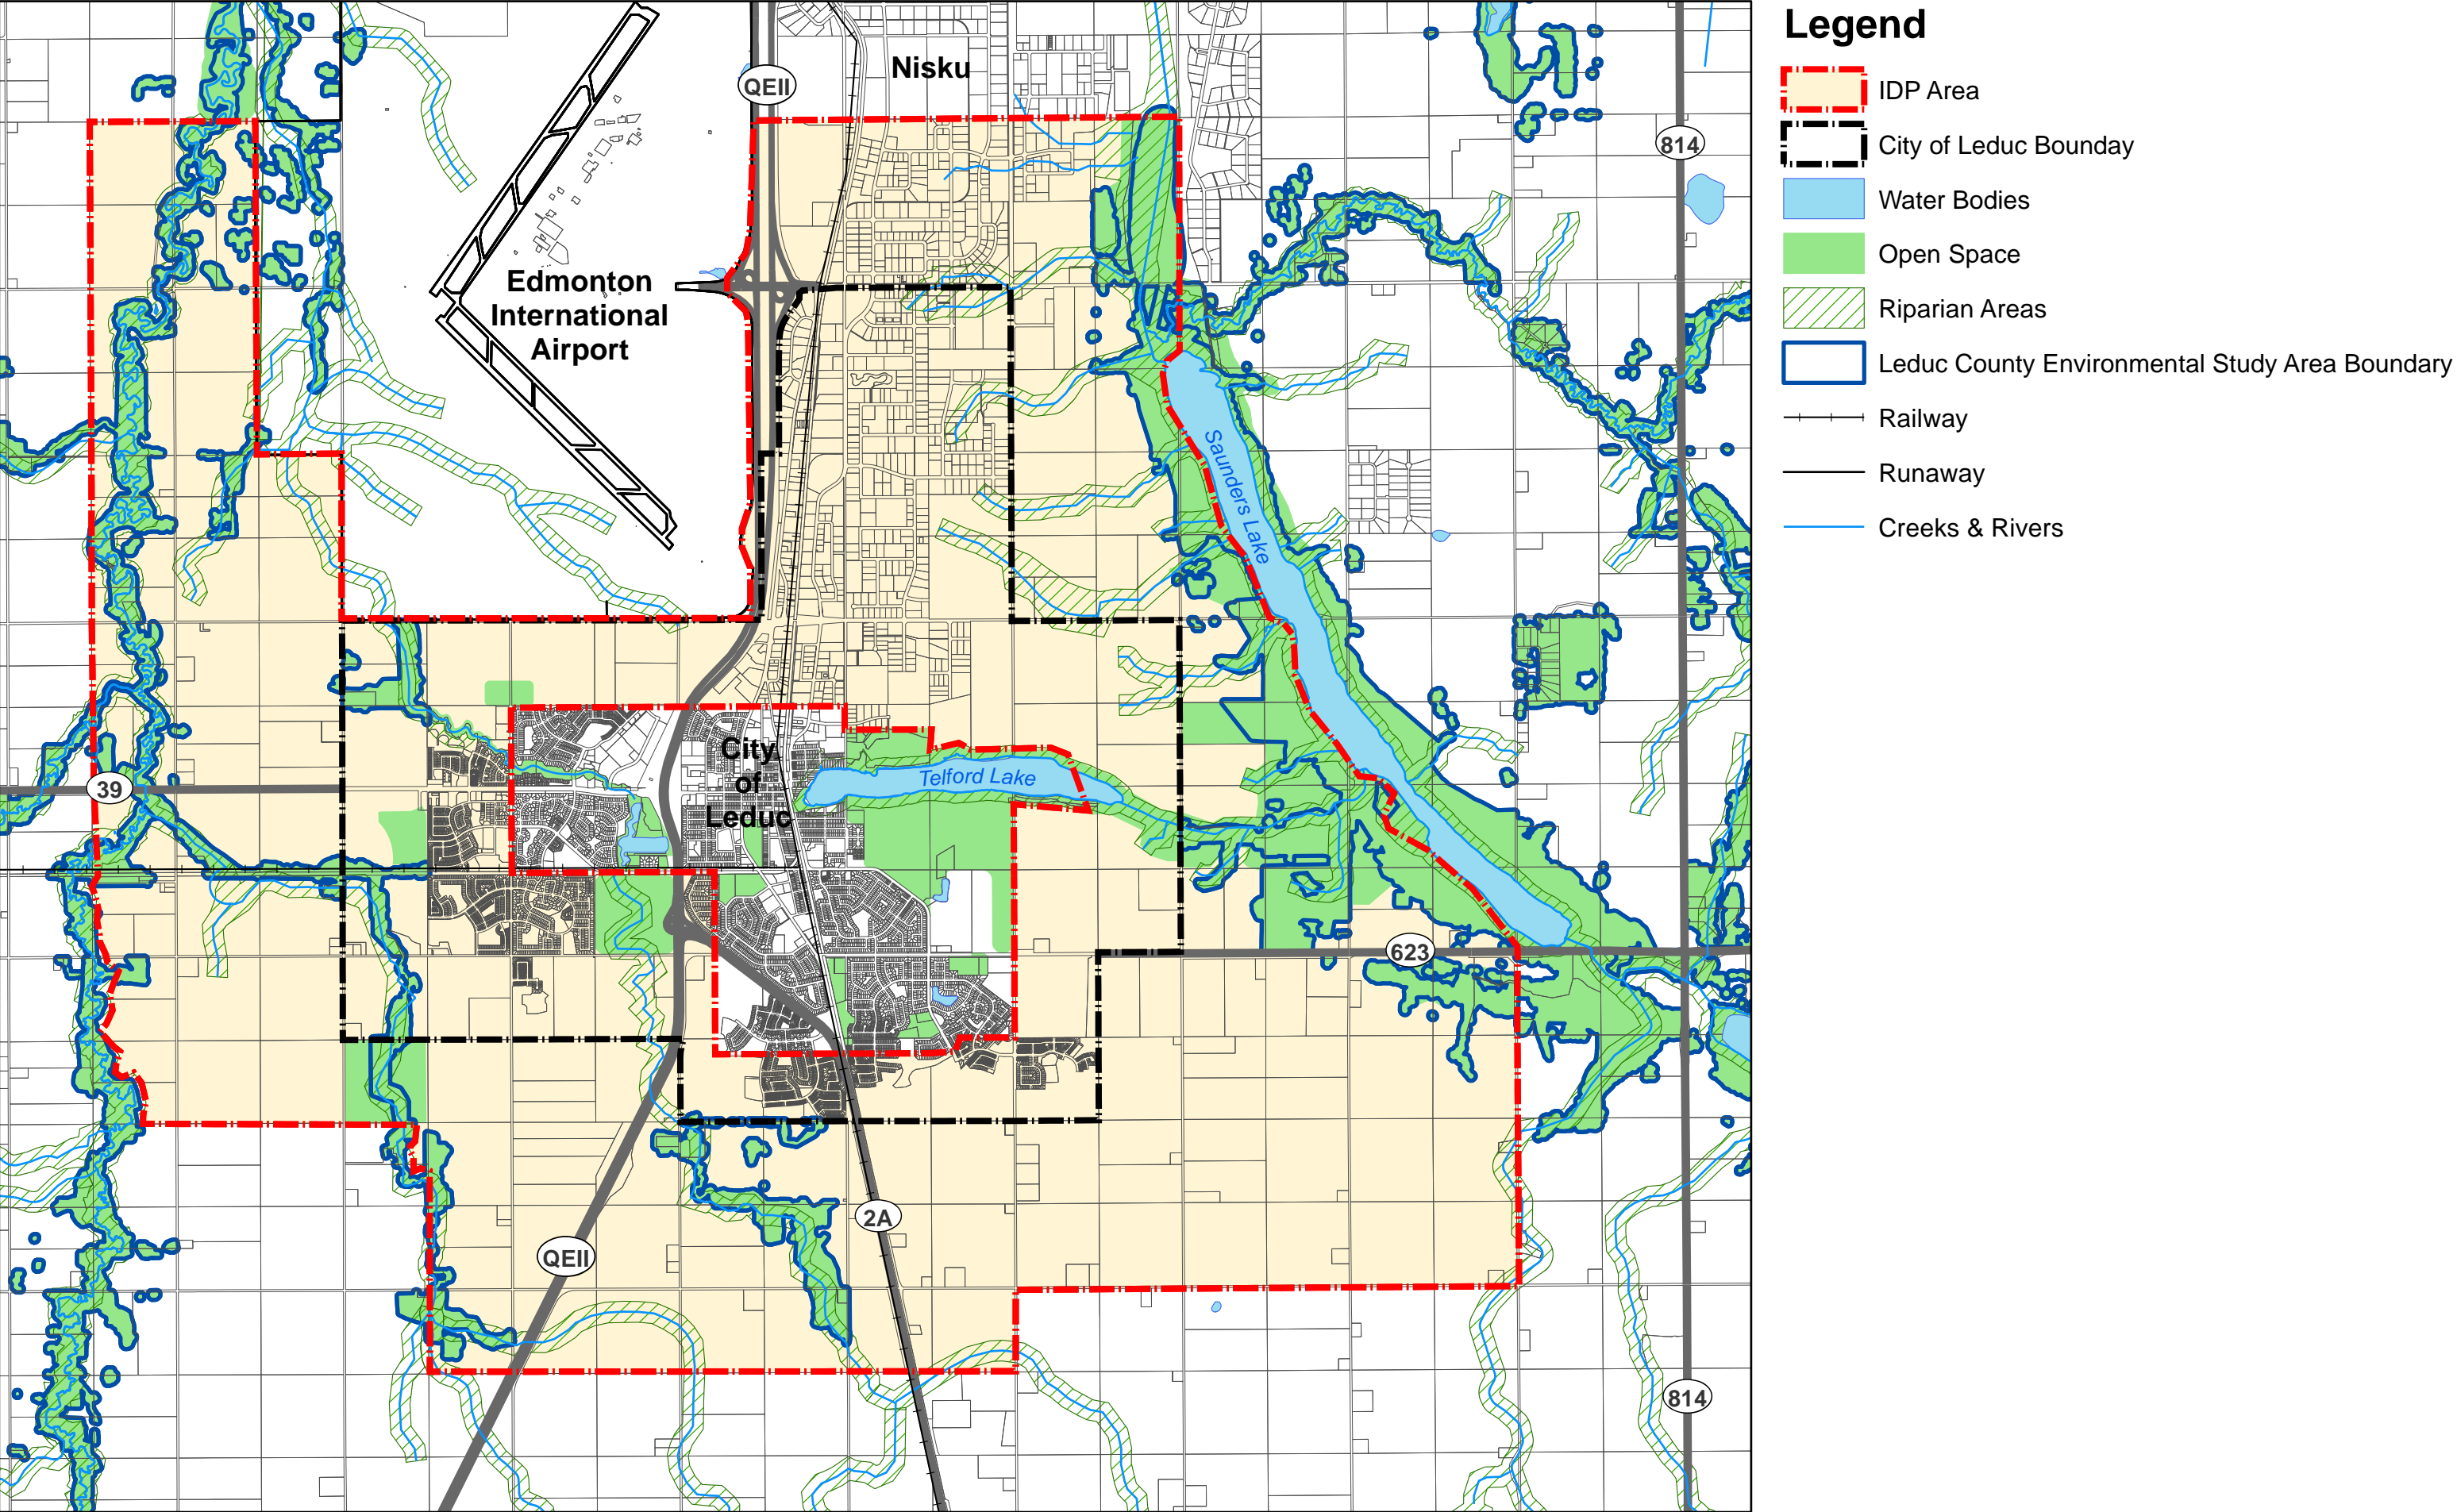 Nisku
QEII
814
Edmonton
International
Airport
Saunders Lake
City
of
Leduc
Telford Lake
39
623
2A
QEII
814
Legend
IDP Area
City of Leduc Bounday
Water Bodies
Open Space
Riparian Areas
Leduc County Environmental Study Area Boundary
Railway
Runaway
Creeks & Rivers